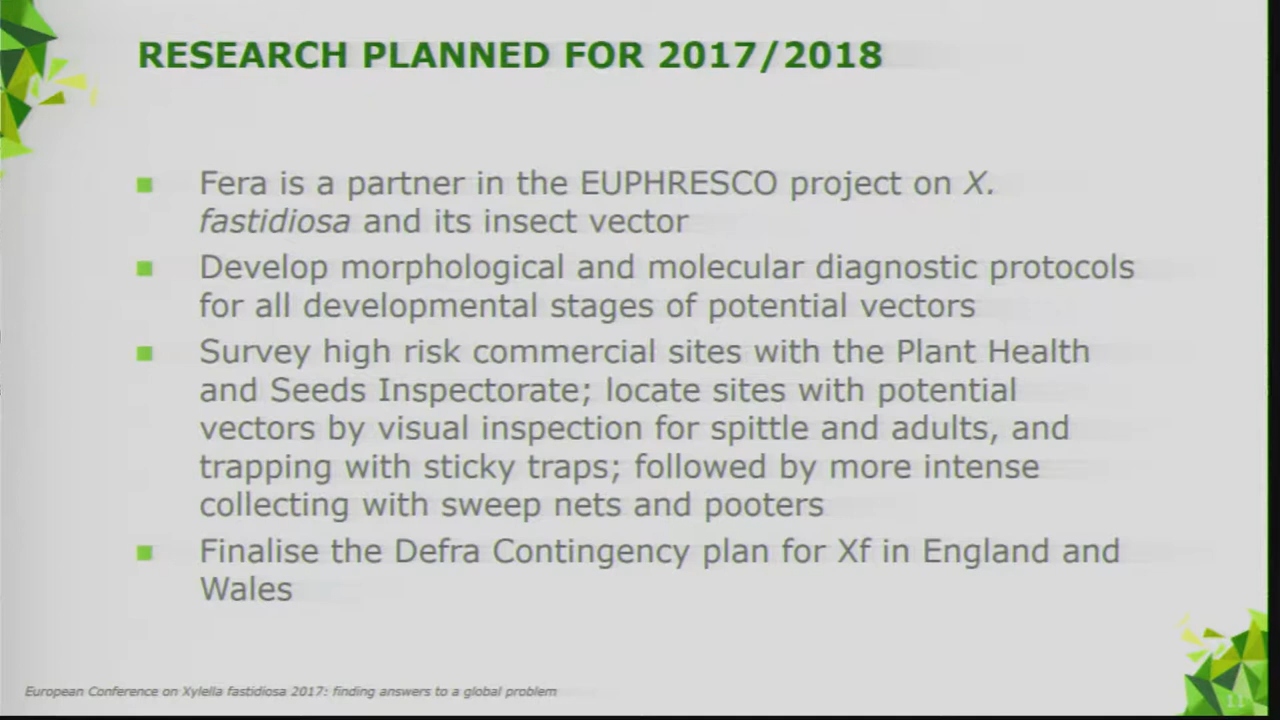 RESEARCH PLANNED FOR 2017/2018
■ Fera is a partner in the EUPHRESCO project on X.
fastidiosa and its insect vector
■ Develop morphological and molecular diagnostic protocols
for all developmental stages of potential vectors
■ Survey high risk commercial sites with the Plant Health
and Seeds Inspectorate; locate sites with potential
vectors by visual inspection for spittle and adults, and
trapping with sticky traps; followed by more intense
collecting with sweep nets and pooters
■ Finalise the Defra Contingency plan for Xf in England and
Wales
European Conference on Xylella fastidiosa 2017: finding answers to a global problem
11